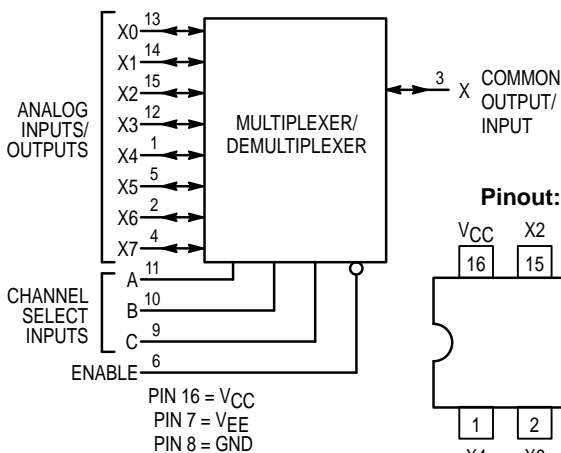 X0 13
X1 14
X2 15
X3 12
X4 1
X5 5
X6 2
X7 4
ANALOG
INPUTS/
OUTPUTS
MULTIPLEXER/
DEMULTIPLEXER
3 X COMMON
OUTPUT/
INPUT
A 11
B 10
C 9
CHANNEL
SELECT
INPUTS
ENABLE 6
PIN 16 = VCC
PIN 7 = VEE
PIN 8 = GND
Pinout:
VCC X2
16 15
1 2